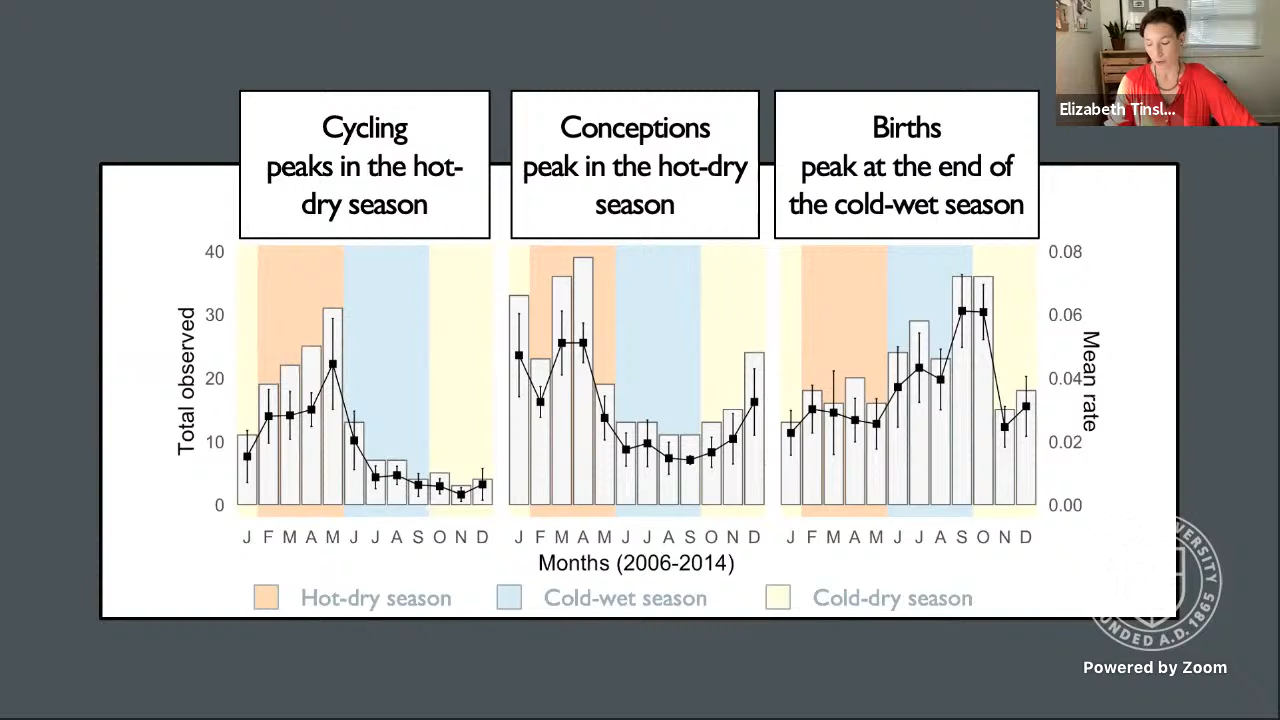 Elizabeth Tinsl...
Cycling
peaks in the hot-
dry season
Conceptions
peak in the hot-dry
season
Births
peak at the end of
the cold-wet season
Total observed
40
30
20
10
0
0.08
0.06
0.04
0.02
0.00
Mean rate
J F M A M J J A S O N D
J F M A M J J A S O N D
J F M A M J J A S O N D
Months (2006-2014)
Hot-dry season
Cold-wet season
Cold-dry season
UNDED A.D. 1865
Powered by Zoom